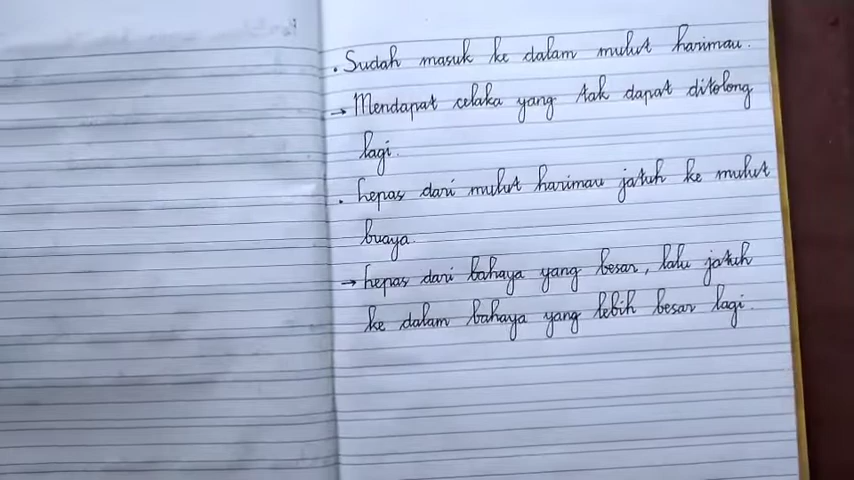 . Sudah masuk ke dalam mulut harimau.
→ Mendapat celaka yang tak dapat ditolong
lagi.
. Lepas dari mulut harimau jatuh ke mulut
buaya.
→ Lepas dari bahaya yang besar, lalu jatuh
ke dalam bahaya yang lebih besar lagi.